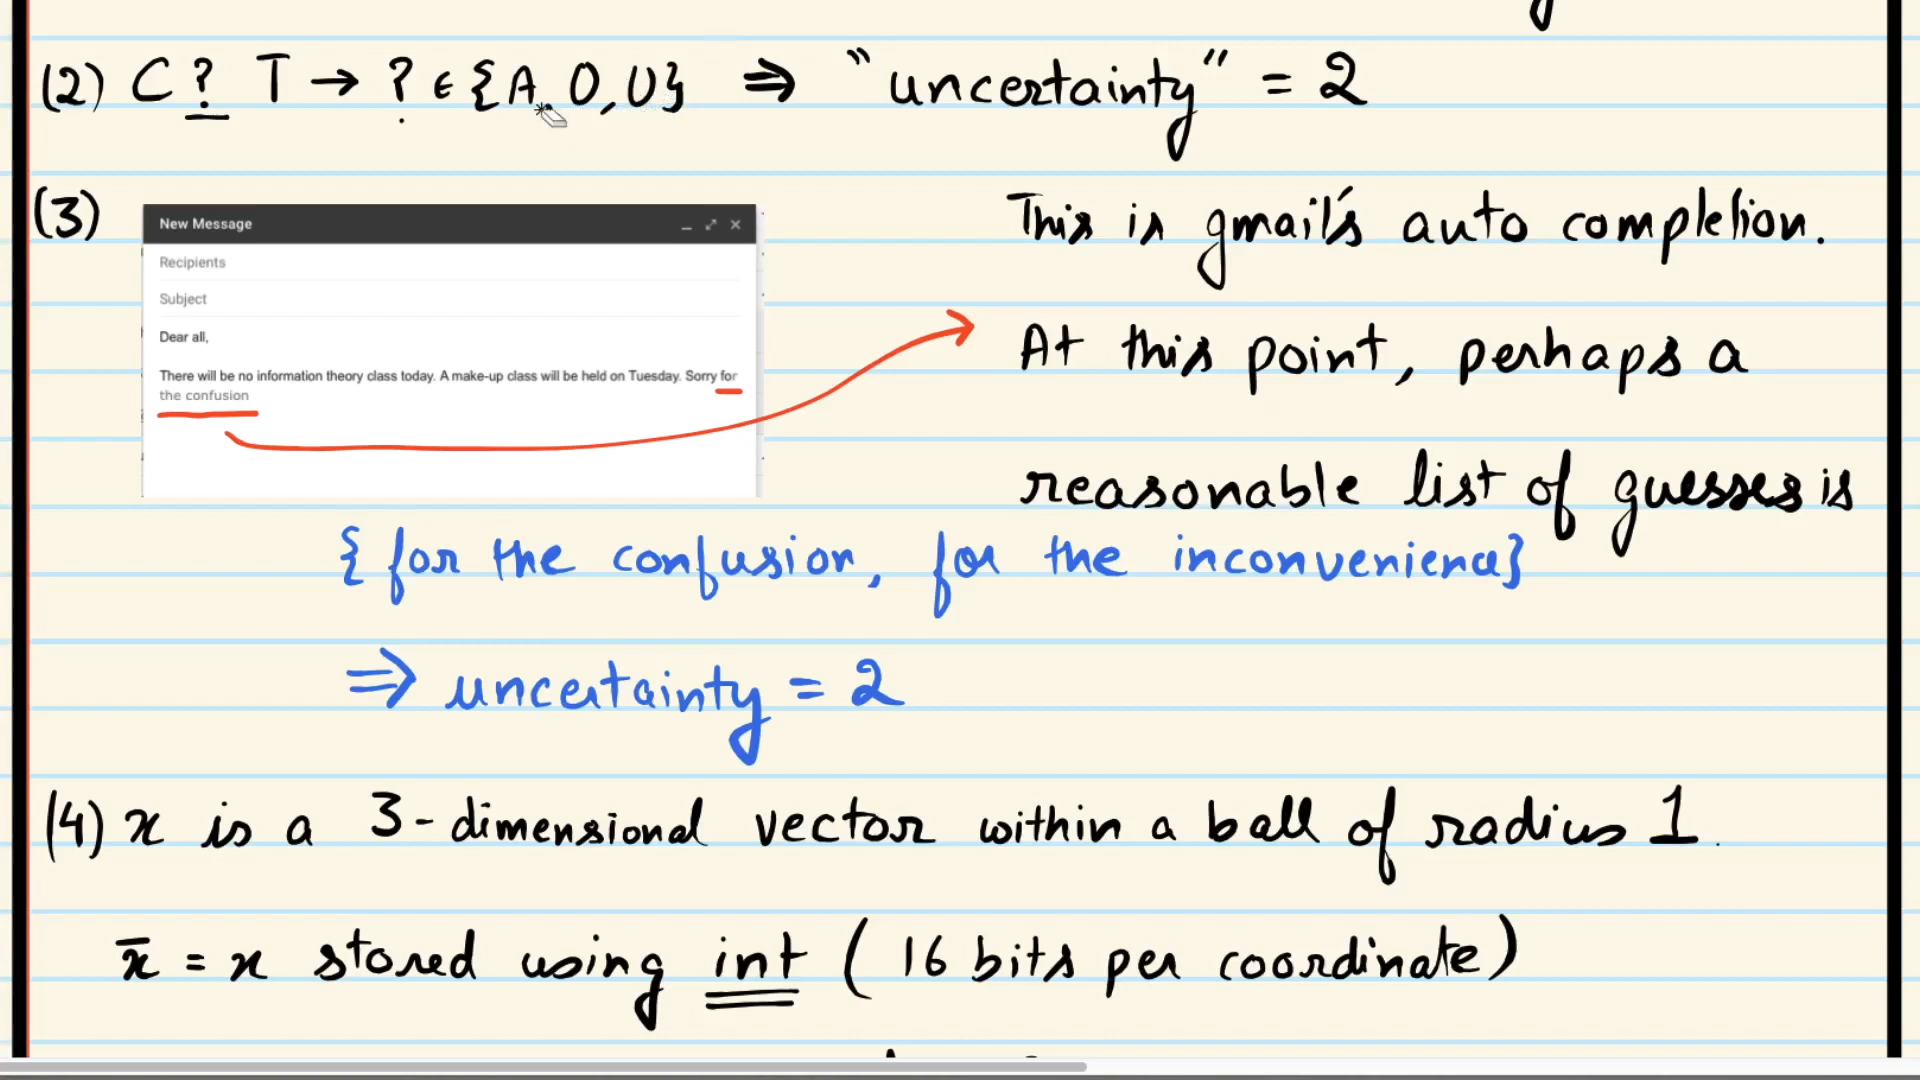 (2) C ? T → ? ∈ {A, O, U} ⇒ "uncertainty" = 2
(3)
New Message
Recipients
Subject
Dear all,
There will be no information theory class today. A make-up class will be held on Tuesday. Sorry for
the confusion
This is gmail's auto completion.
At this point, perhaps a
reasonable list of guesses is
{ for the confusion, for the inconvenience}
⇒ uncertainty = 2
(4) x is a 3-dimensional vector within a ball of radius 1.
x̄ = x stored using int (16 bits per coordinate)